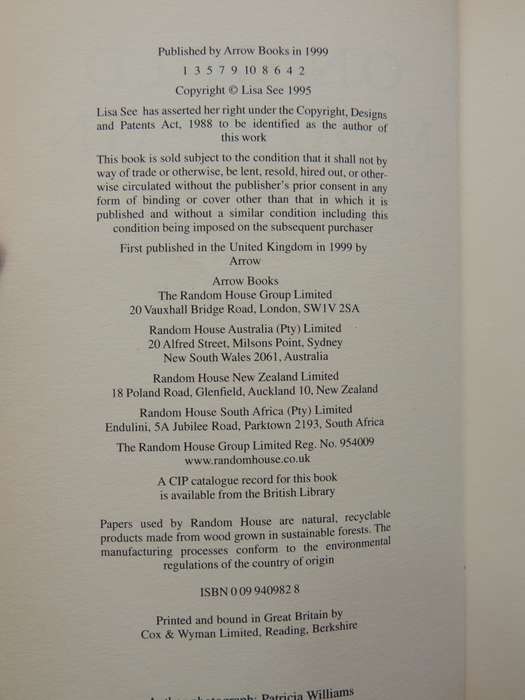 Published by Arrow Books in 1999
1 3 5 7 9 10 8 6 4 2
Copyright © Lisa See 1995
Lisa See has asserted her right under the Copyright, Designs
and Patents Act, 1988 to be identified as the author of
this work
This book is sold subject to the condition that it shall not by
way of trade or otherwise, be lent, resold, hired out, or other-
wise circulated without the publisher's prior consent in any
form of binding or cover other than that in which it is
published and without a similar condition including this
condition being imposed on the subsequent purchaser
First published in the United Kingdom in 1999 by
Arrow
Arrow Books
The Random House Group Limited
20 Vauxhall Bridge Road, London, SW1V 2SA
Random House Australia (Pty) Limited
20 Alfred Street, Milsons Point, Sydney
New South Wales 2061, Australia
Random House New Zealand Limited
18 Poland Road, Glenfield, Auckland 10, New Zealand
Random House South Africa (Pty) Limited
Endulini, 5A Jubilee Road, Parktown 2193, South Africa
The Random House Group Limited Reg. No. 954009
www.randomhouse.co.uk
A CIP catalogue record for this book
is available from the British Library
Papers used by Random House are natural, recyclable
products made from wood grown in sustainable forests. The
manufacturing processes conform to the environmental
regulations of the country of origin
ISBN 0 09 940982 8
Printed and bound in Great Britain by
Cox & Wyman Limited, Reading, Berkshire
photograph: Patricia Williams